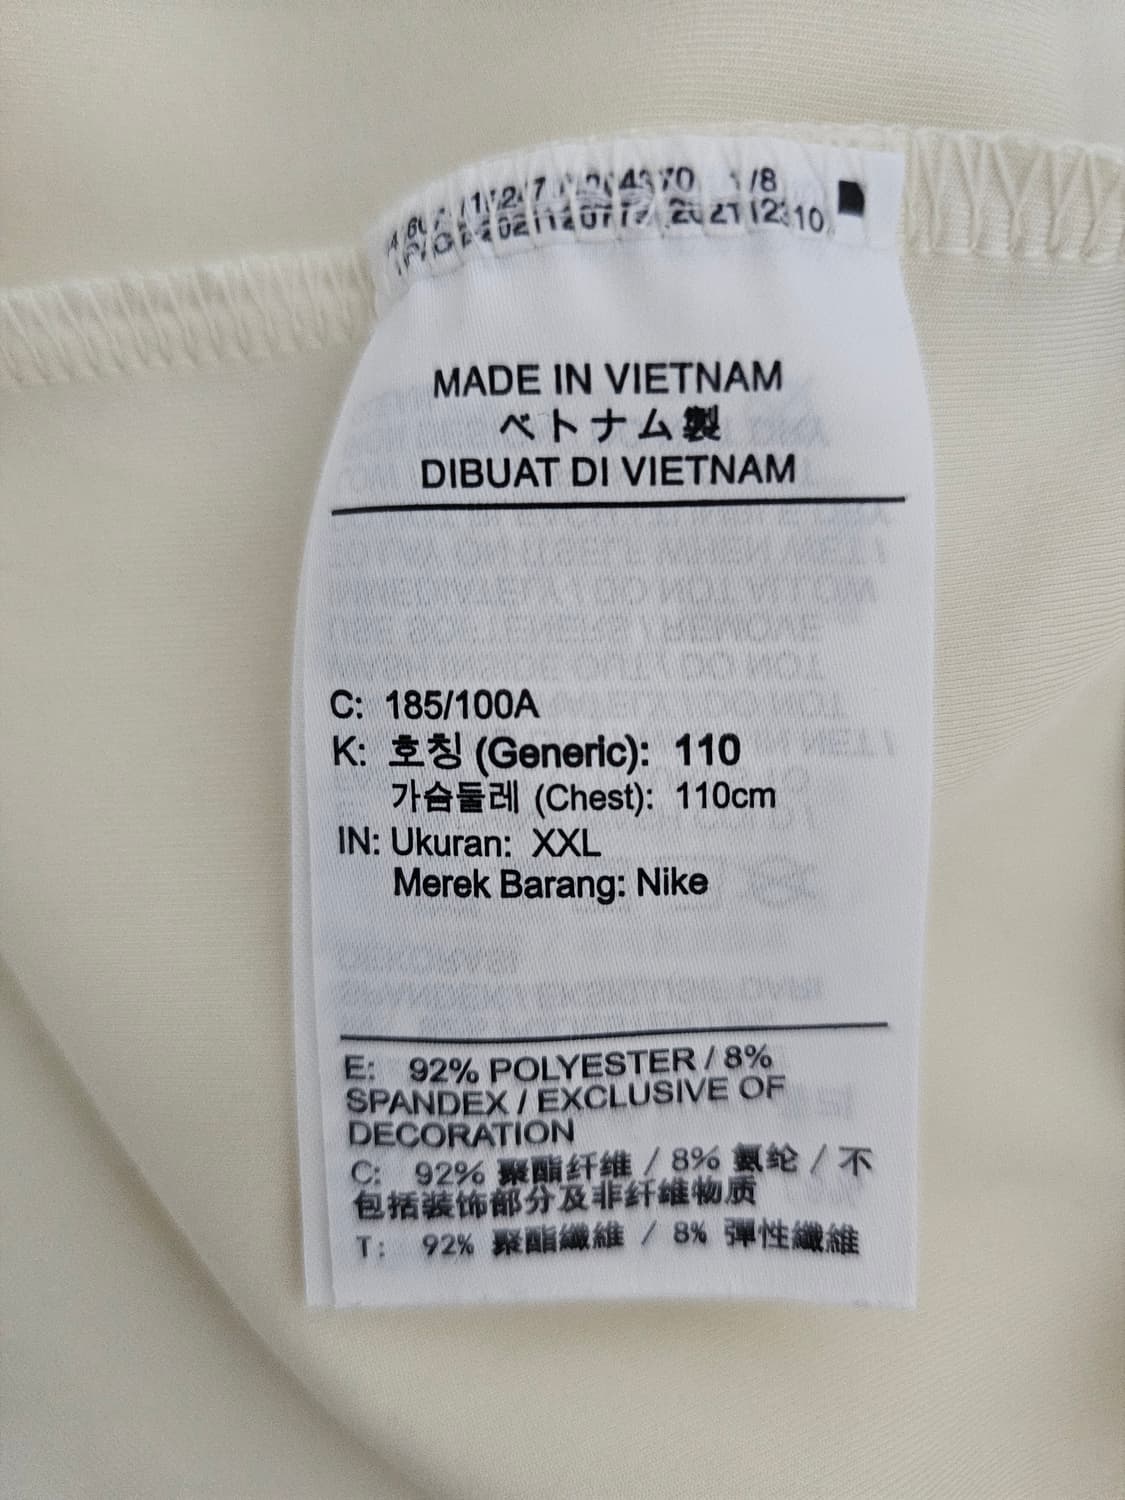 1/8
MADE IN VIETNAM
ベトナム製
DIBUAT DI VIETNAM
C: 185/100A
K: 호칭 (Generic): 110
가슴둘레 (Chest): 110cm
IN: Ukuran: XXL
Merek Barang: Nike
E: 92% POLYESTER / 8%
SPANDEX / EXCLUSIVE OF
DECORATION
C: 92% 聚酯纤维 / 8% 氨纶 / 不
包括装饰部分及非纤维物质
T: 92% 聚酯纖維 / 8% 彈性纖維